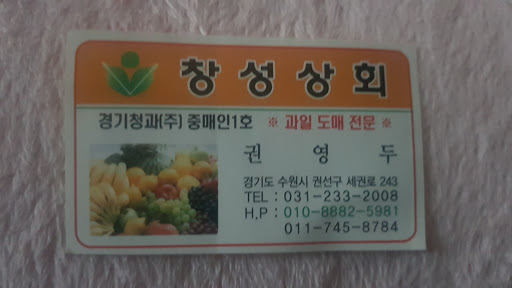 창성상회
경기청과(주) 중매인1호 ※ 과일 도매 전문 ※
권영두
경기도 수원시 권선구 세권로 243
TEL : 031-233-2008
H.P : 010-8882-5981
011-745-8784